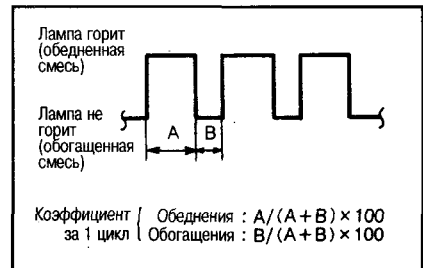 Лампа горит
(обедненная
смесь)
Лампа не
горит
(обогащенная
смесь)
A B
Коэффициент { Обеднения : A/(A+B)×100
за 1 цикл { Обогащения : B/(A+B)×100